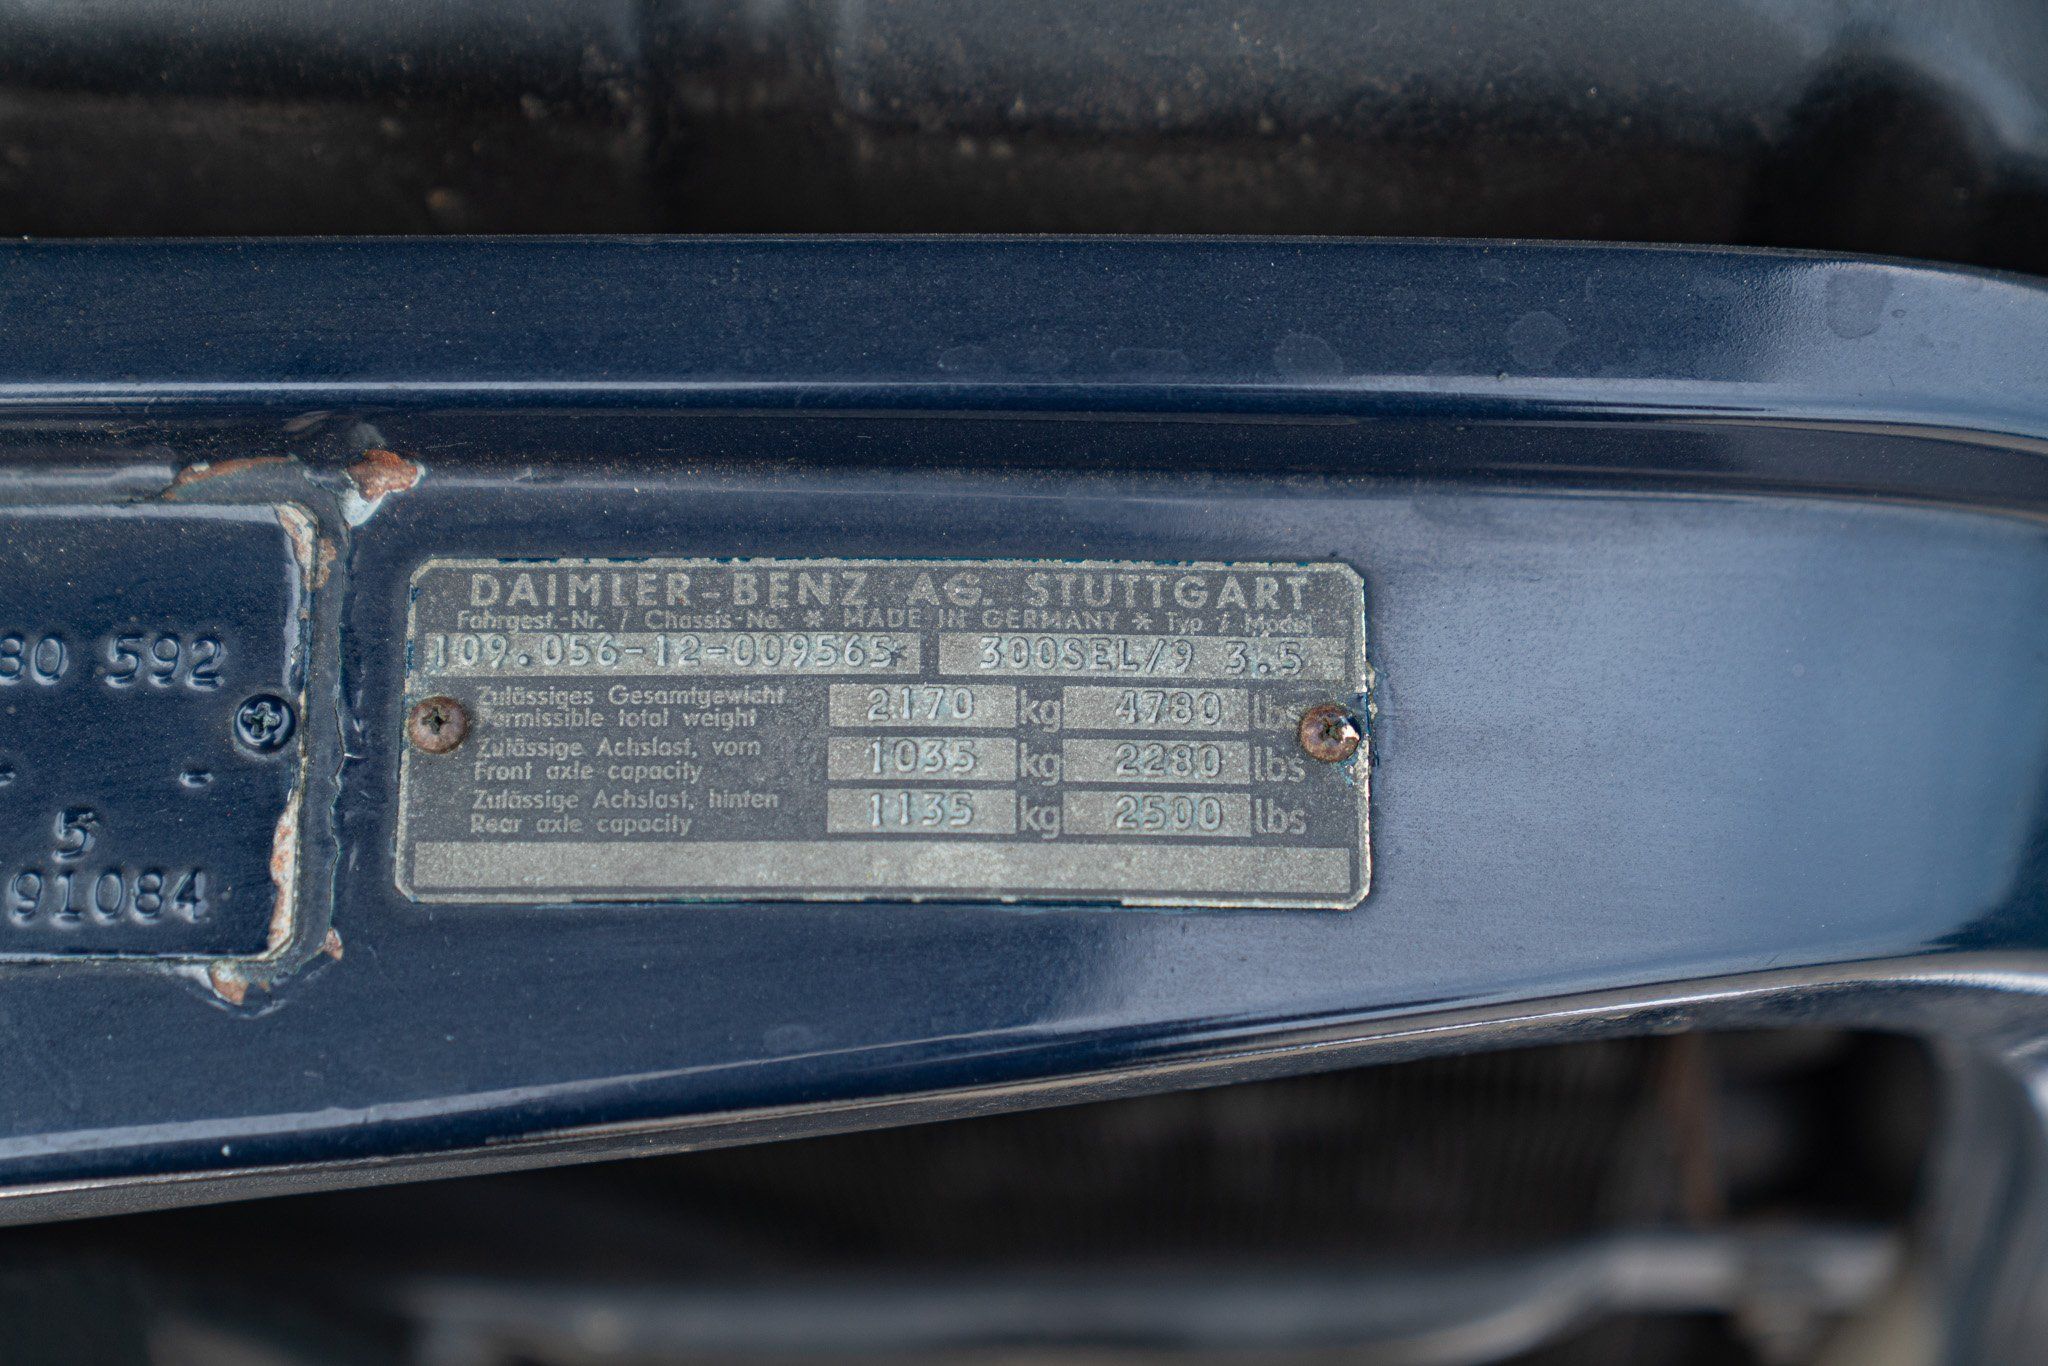 DAIMLER-BENZ AG. STUTTGART
Fahrgest.-Nr. / Chassis-No. * MADE IN GERMANY * Typ / Model
109.056-12-009565* 300SEL/9 3.5
Zulässiges Gesamtgewicht
Permissible total weight 2170 kg 4780 lbs
Zulässige Achslast, vorn
Front axle capacity 1035 kg 2280 lbs
Zulässige Achslast, hinten
Rear axle capacity 1135 kg 2500 lbs
80 592
- -
5
91084